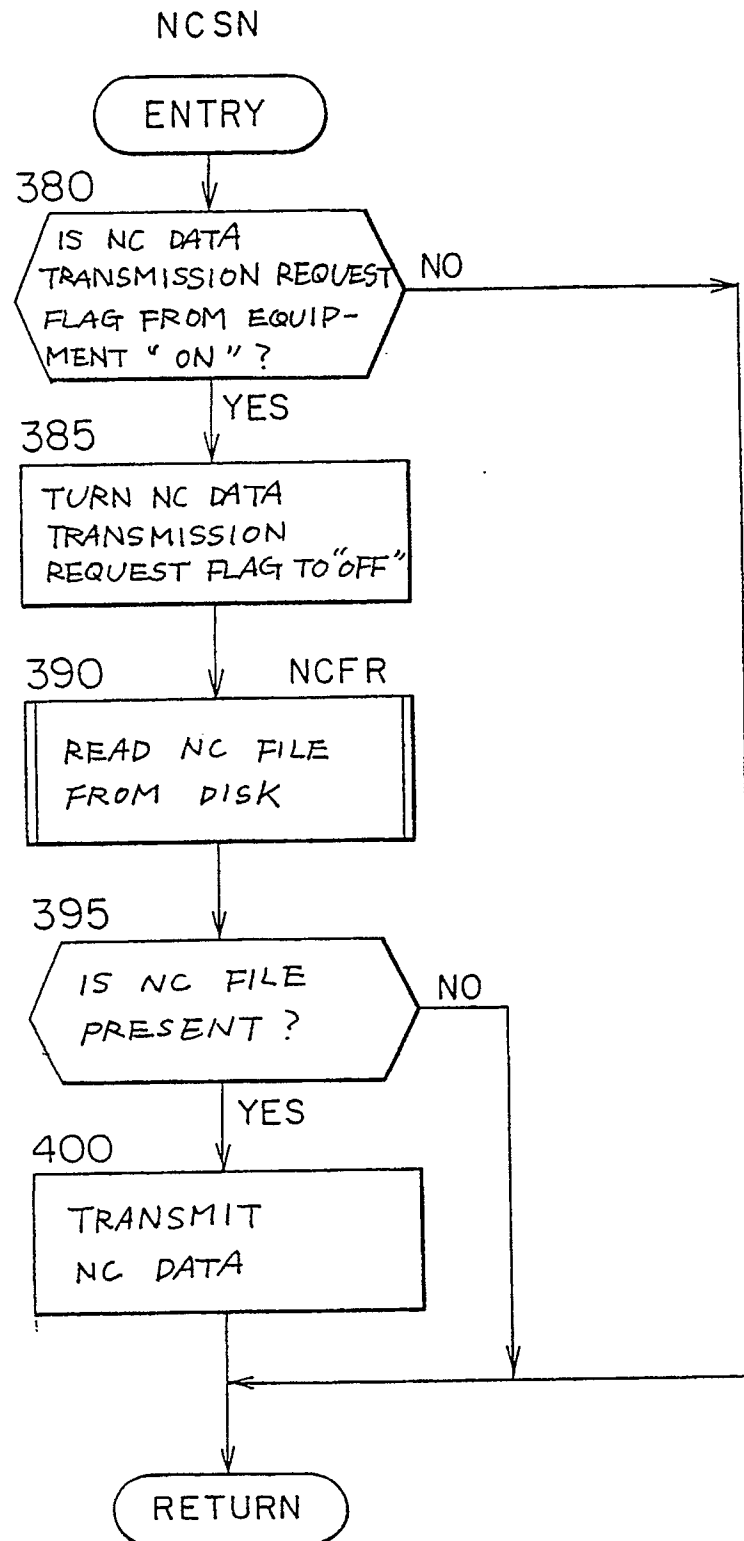 NCSN
ENTRY
380
IS NC DATA
TRANSMISSION REQUEST
FLAG FROM EQUIP-
MENT "ON"?
NO
YES
385
TURN NC DATA
TRANSMISSION
REQUEST FLAG TO "OFF"
390
NCFR
READ NC FILE
FROM DISK
395
IS NC FILE
PRESENT?
NO
YES
400
TRANSMIT
NC DATA
RETURN